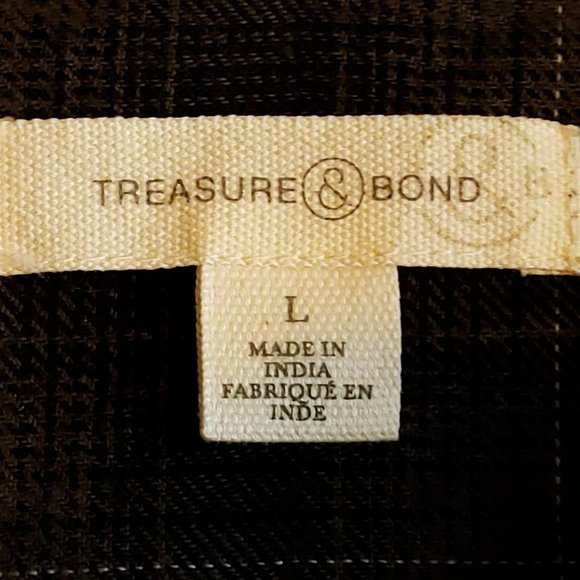 TREASURE & BOND
& B
L
MADE IN
INDIA
FABRIQUÉ EN
INDE